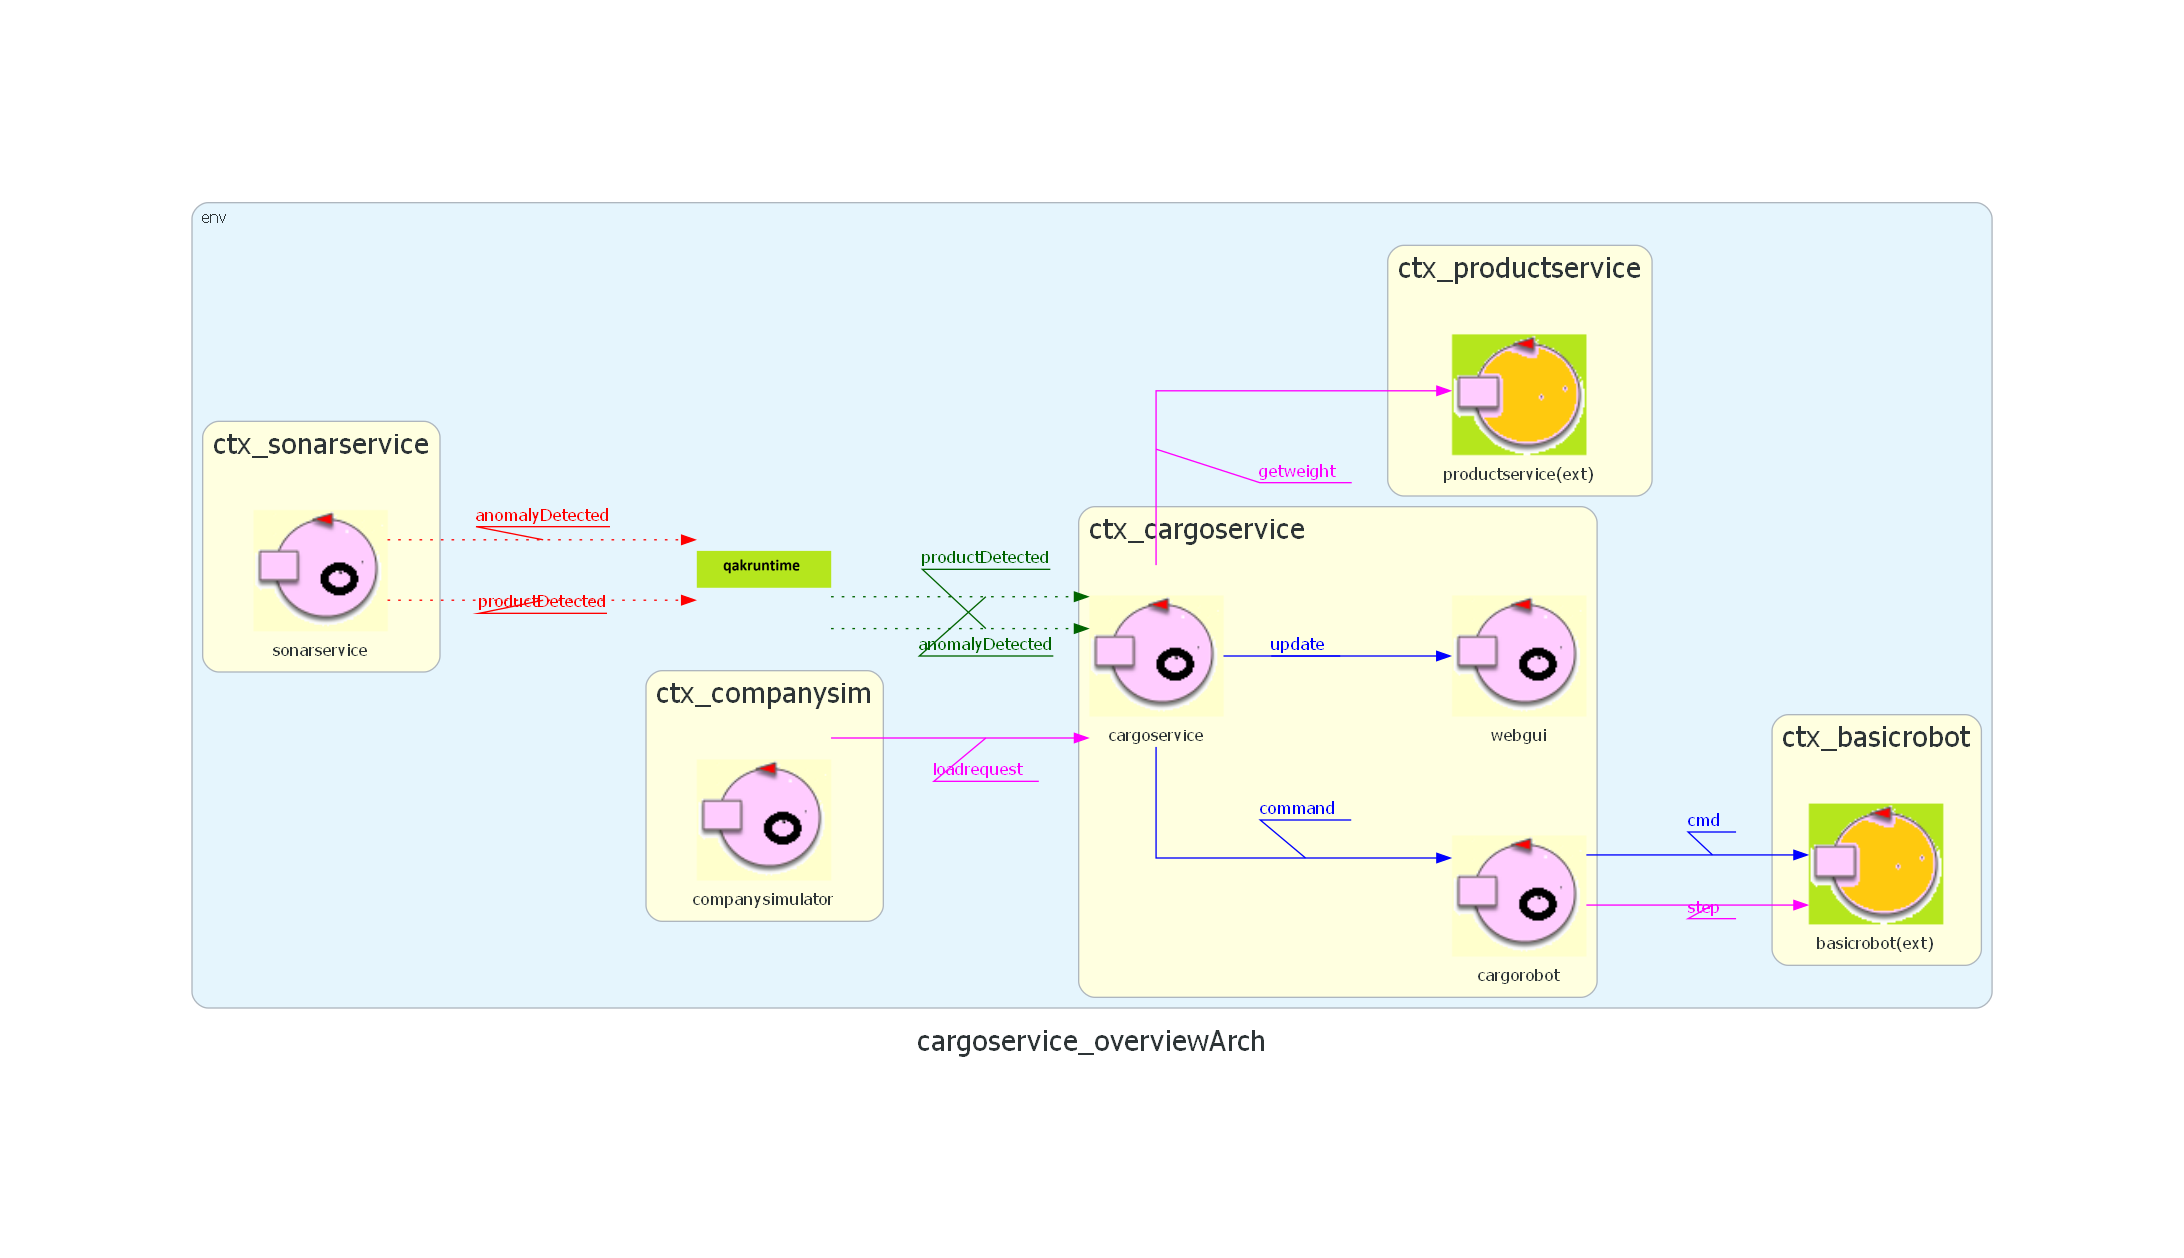 env
ctx_productservice
productservice(ext)
getweight
ctx_sonarservice
sonarservice
anomalyDetected
productDetected
qakruntime
productDetected
anomalyDetected
ctx_cargoservice
cargoservice
update
webgui
ctx_companysim
companysimulator
loadrequest
command
cargorobot
ctx_basicrobot
cmd
step
basicrobot(ext)
cargoservice_overviewArch